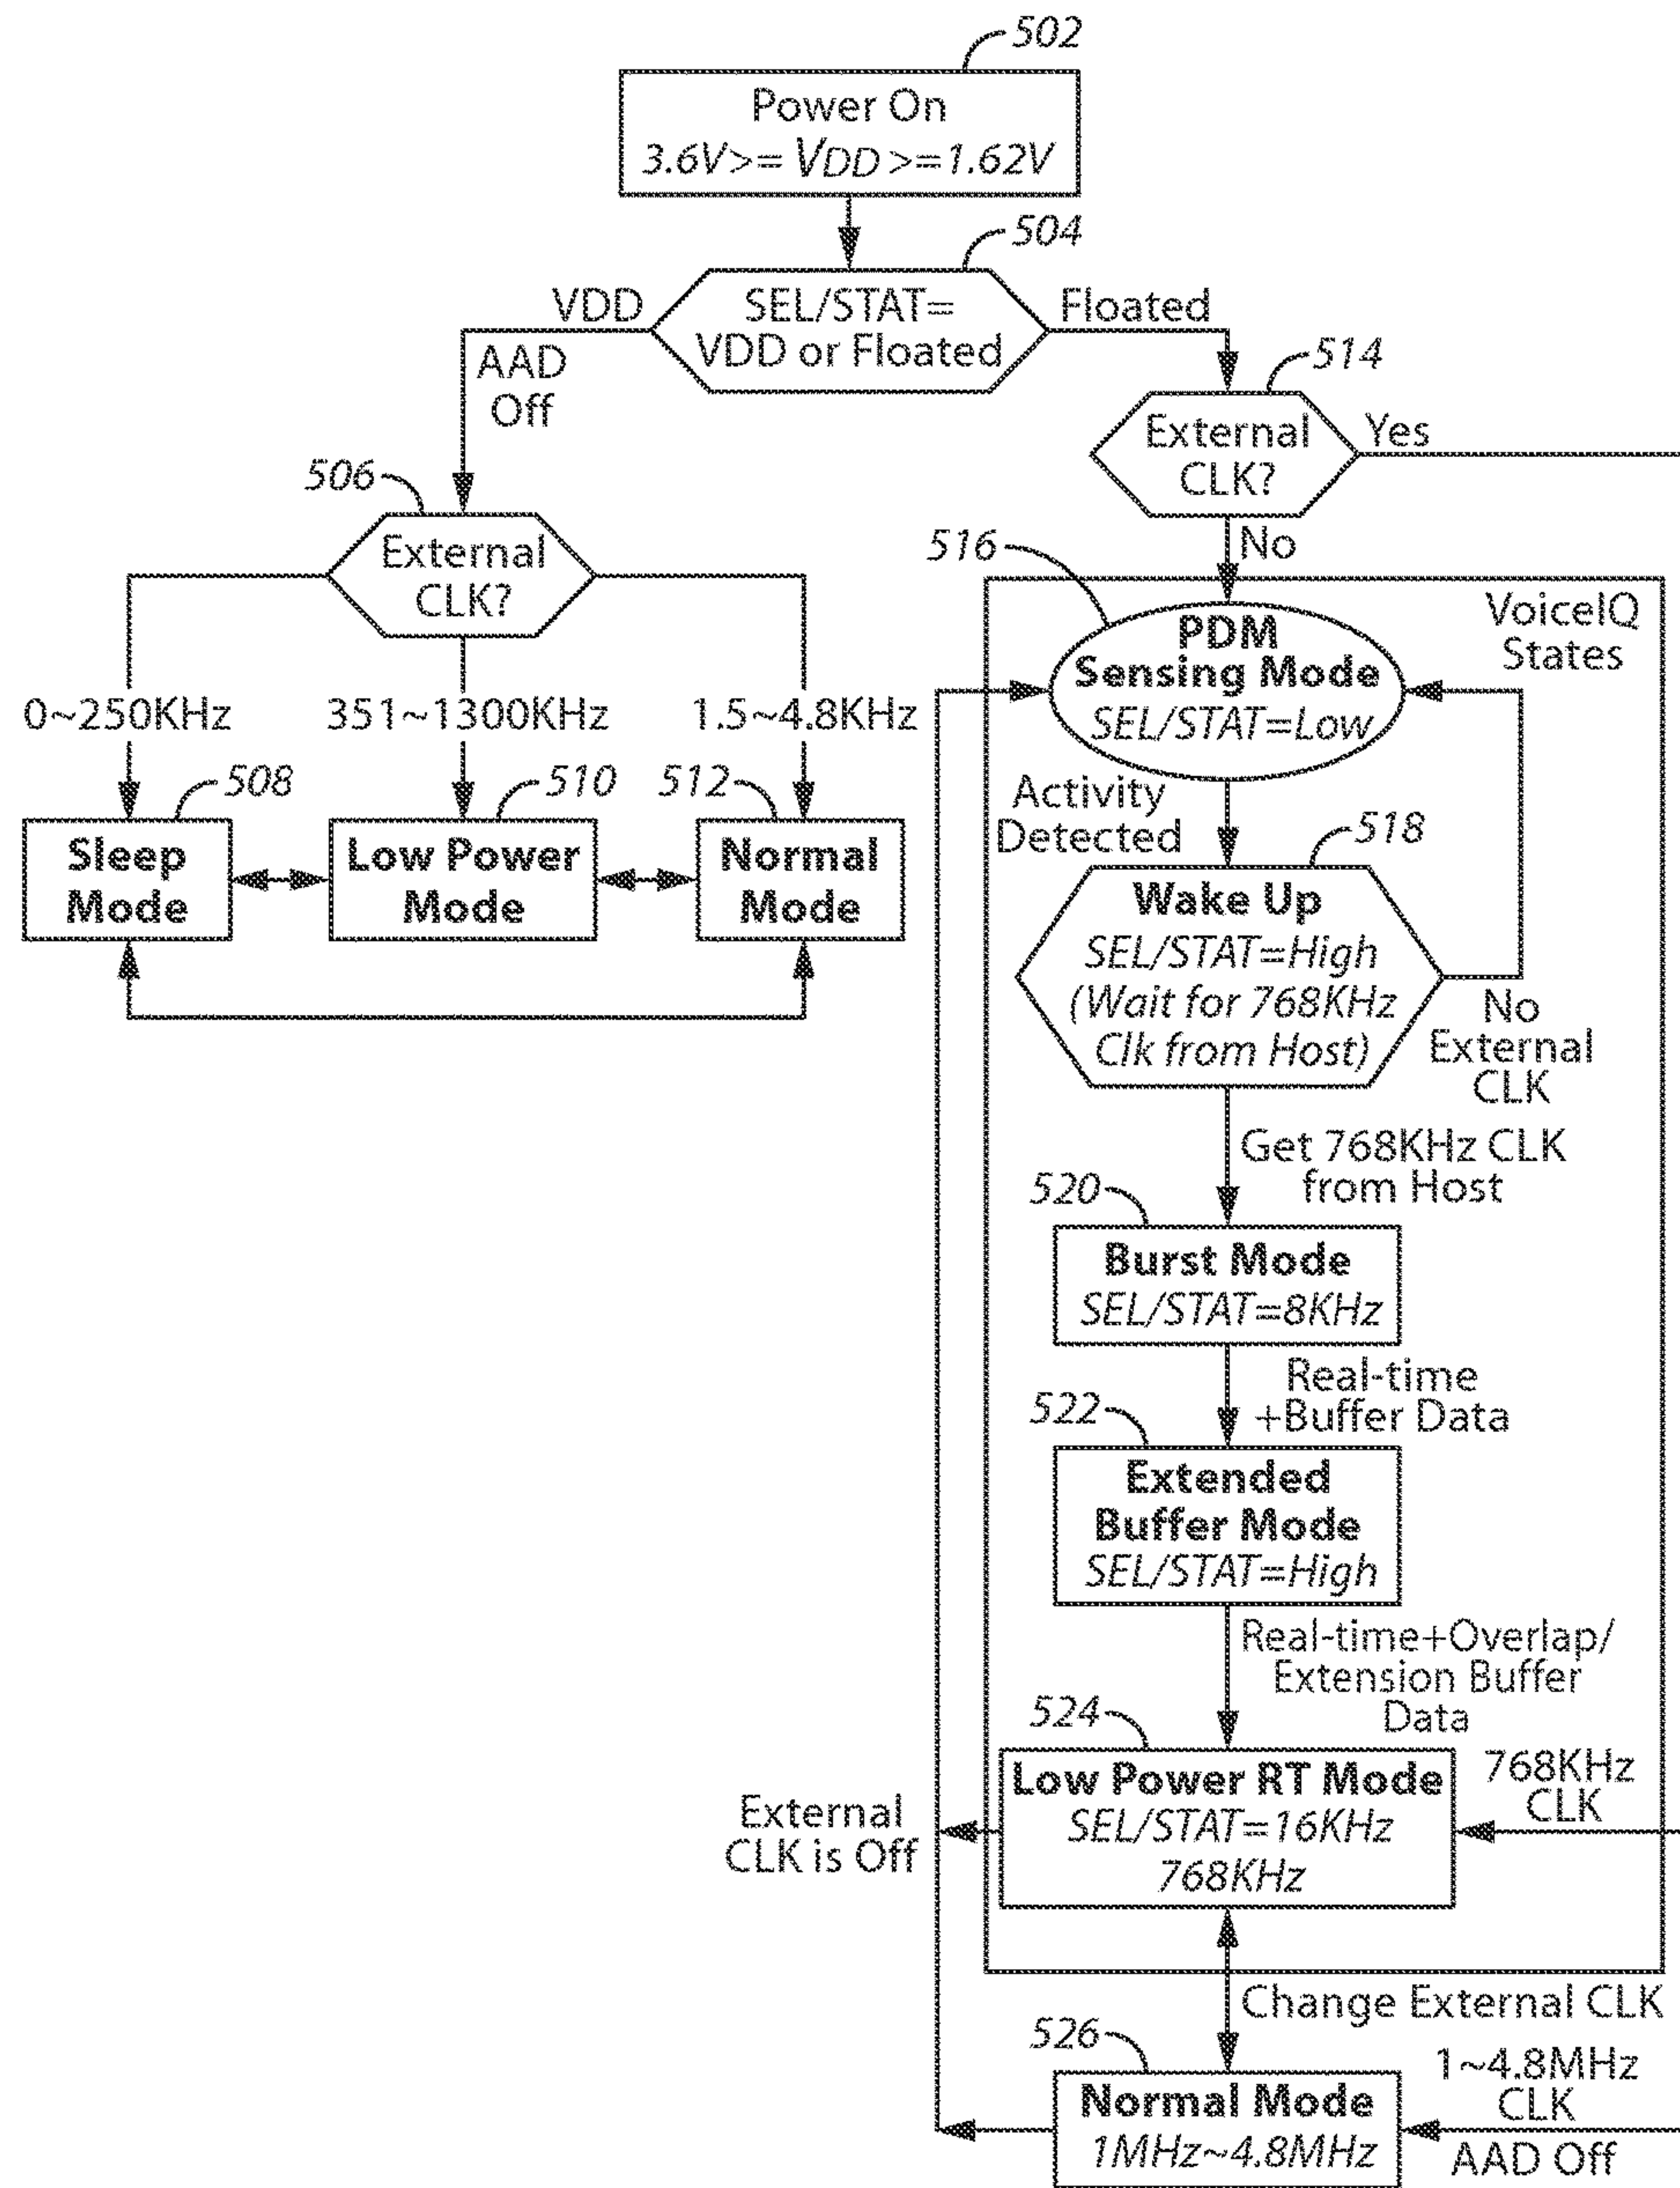 502
Power On
3.6V>= VDD >=1.62V
504
VDD
SEL/STAT=
VDD or Floated
Floated
AAD
Off
514
External
CLK?
Yes
506
External
CLK?
No
516
VoiceIQ
States
PDM
Sensing Mode
SEL/STAT=Low
0~250KHz
351~1300KHz
1.5~4.8KHz
508
510
512
Sleep
Mode
Low Power
Mode
Normal
Mode
Activity
Detected
518
Wake Up
SEL/STAT=High
(Wait for 768KHz
Clk from Host)
No
External
CLK
Get 768KHz CLK
from Host
520
Burst Mode
SEL/STAT=8KHz
Real-time
+Buffer Data
522
Extended
Buffer Mode
SEL/STAT=High
Real-time+Overlap/
Extension Buffer
Data
524
Low Power RT Mode
SEL/STAT=16KHz
768KHz
768KHz
CLK
External
CLK is Off
Change External CLK
526
Normal Mode
1MHz~4.8MHz
1~4.8MHz
CLK
AAD Off